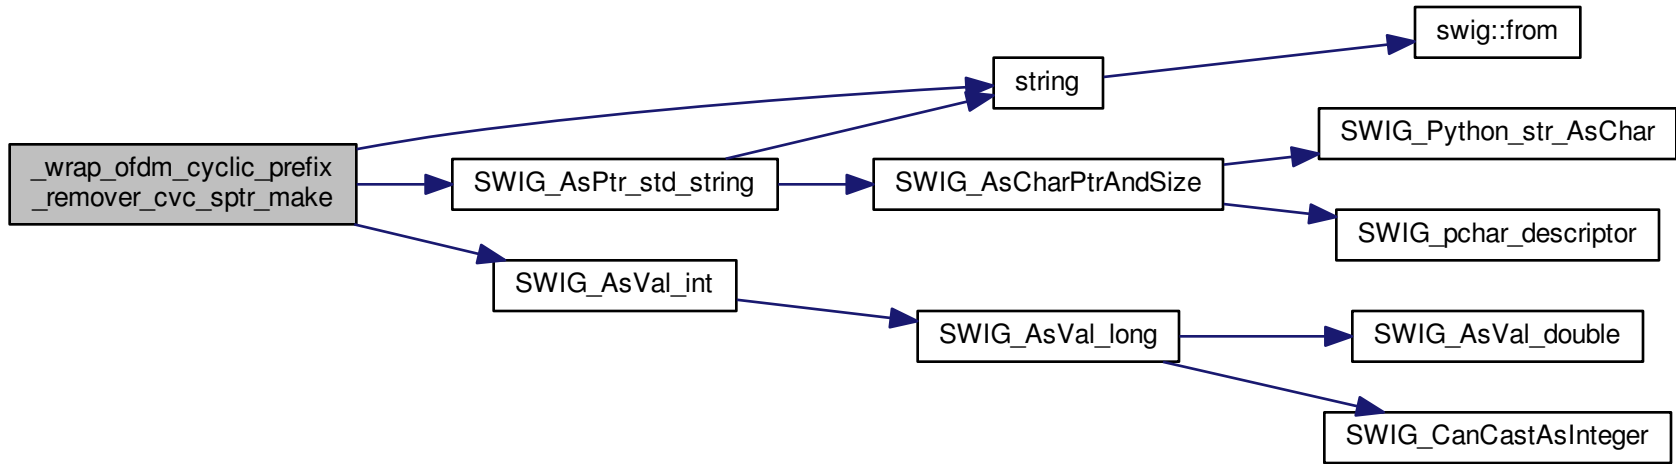 _wrap_ofdm_cyclic_prefix
_remover_cvc_sptr_make
string
swig::from
SWIG_AsPtr_std_string
SWIG_AsCharPtrAndSize
SWIG_Python_str_AsChar
SWIG_pchar_descriptor
SWIG_AsVal_int
SWIG_AsVal_long
SWIG_AsVal_double
SWIG_CanCastAsInteger